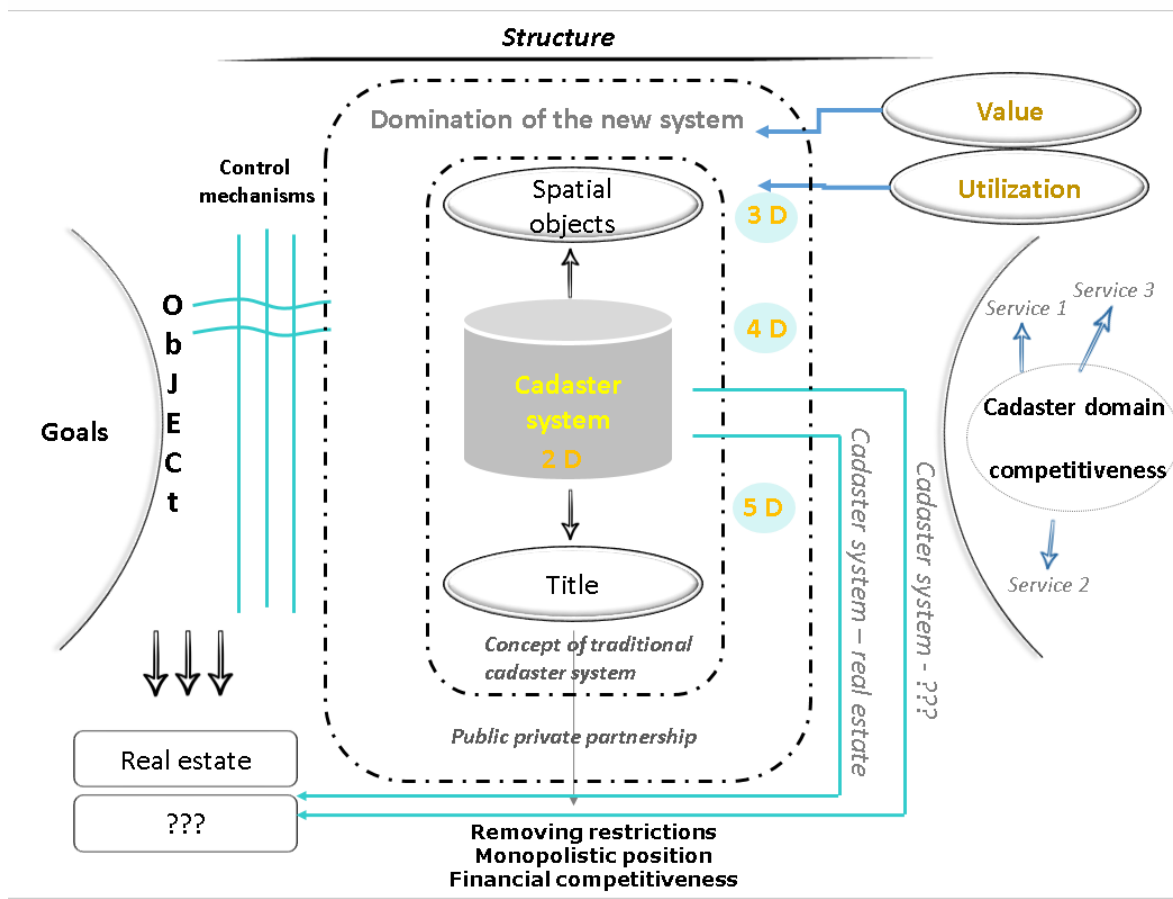 Structure
Domination of the new system
Value
Utilization
Control
mechanisms
Spatial
objects
3 D
4 D
5 D
Cadaster
system
2 D
Title
Concept of traditional
cadaster system
Public private partnership
Goals
O
b
J
E
C
t
Real estate
???
Cadaster system – real estate
Cadaster system - ???
Service 1
Service 3
Cadaster domain
competitiveness
Service 2
Removing restrictions
Monopolistic position
Financial competitiveness